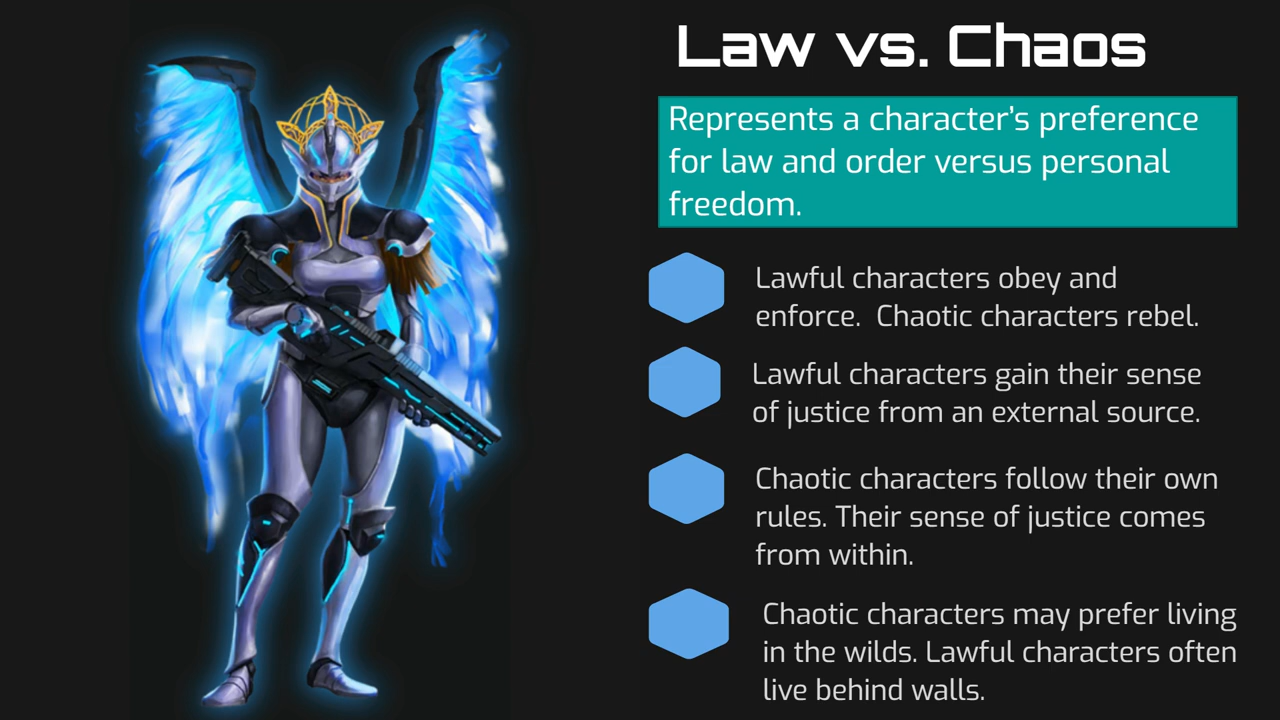 Law vs. Chaos
Represents a character’s preference
for law and order versus personal
freedom.
Lawful characters obey and
enforce.  Chaotic characters rebel.
Lawful characters gain their sense
of justice from an external source.
Chaotic characters follow their own
rules. Their sense of justice comes
from within.
Chaotic characters may prefer living
in the wilds. Lawful characters often
live behind walls.